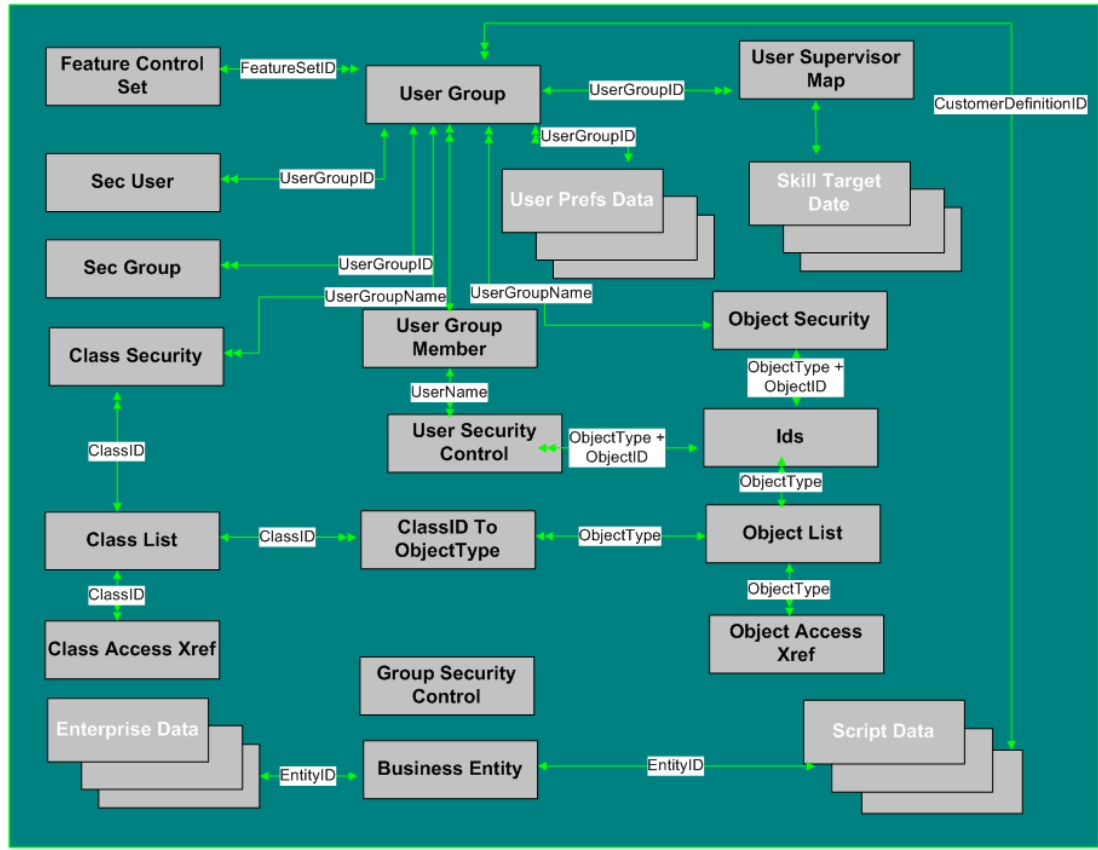 Feature Control
Set
FeatureSetID
User Group
UserGroupID
User Supervisor
Map
CustomerDefinitionID
UserGroupID
Sec User
UserGroupID
User Prefs Data
Skill Target
Date
Sec Group
UserGroupID
UserGroupName
UserGroupName
Class Security
User Group
Member
Object Security
UserName
ObjectType +
ObjectID
User Security
Control
ObjectType +
ObjectID
Ids
ClassID
ObjectType
Class List
ClassID
ClassID To
ObjectType
ObjectType
Object List
ClassID
ObjectType
Class Access Xref
Object Access
Xref
Group Security
Control
Enterprise Data
Script Data
EntityID
Business Entity
EntityID